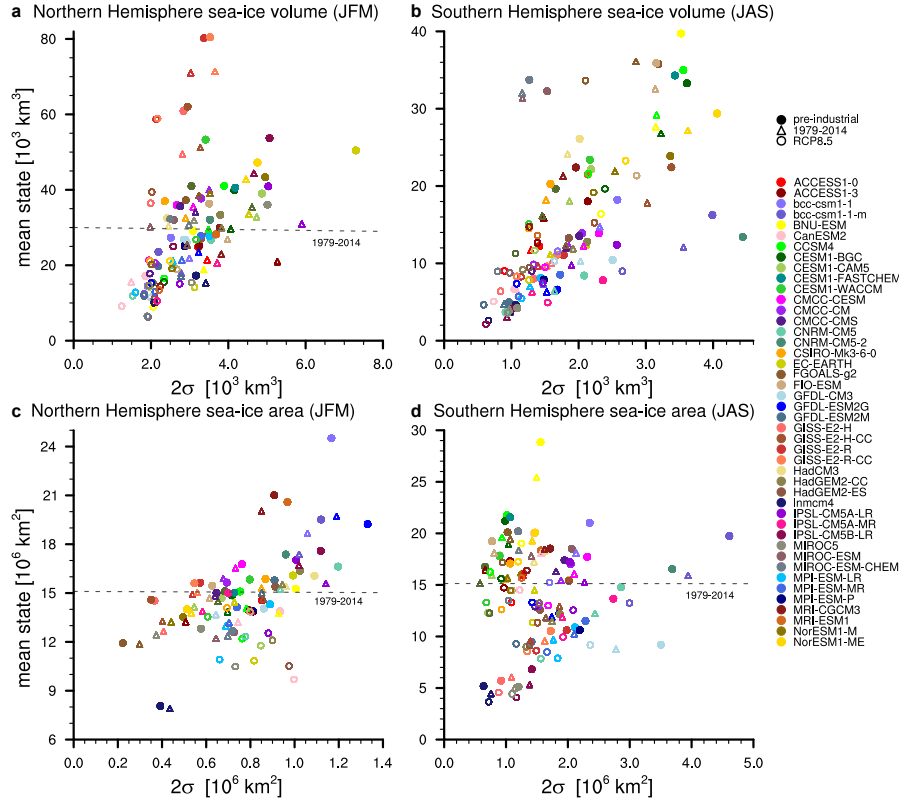 a Northern Hemisphere sea-ice volume (JFM)
mean state [10³ km³]
80
60
40
20
0
1979-2014
0.0 2.0 4.0 6.0 8.0
2σ [10³ km³]
b Southern Hemisphere sea-ice volume (JAS)
40
30
20
10
0
0.0 1.0 2.0 3.0 4.0
2σ [10³ km³]
c Northern Hemisphere sea-ice area (JFM)
mean state [10⁶ km²]
24
21
18
15
12
9
6
1979-2014
0.0 0.2 0.4 0.6 0.8 1.0 1.2 1.4
2σ [10⁶ km²]
d Southern Hemisphere sea-ice area (JAS)
30
25
20
15
10
5
0
1979-2014
0.0 1.0 2.0 3.0 4.0 5.0
2σ [10⁶ km²]
pre-industrial
1979-2014
RCP8.5
ACCESS1-0
ACCESS1-3
bcc-csm1-1
bcc-csm1-1-m
BNU-ESM
CanESM2
CCSM4
CESM1-BGC
CESM1-CAM5
CESM1-FASTCHEM
CESM1-WACCM
CMCC-CESM
CMCC-CM
CMCC-CMS
CNRM-CM5
CNRM-CM5-2
CSIRO-Mk3-6-0
EC-EARTH
FGOALS-g2
FIO-ESM
GFDL-CM3
GFDL-ESM2G
GFDL-ESM2M
GISS-E2-H
GISS-E2-H-CC
GISS-E2-R
GISS-E2-R-CC
HadCM3
HadGEM2-CC
HadGEM2-ES
Inmcm4
IPSL-CM5A-LR
IPSL-CM5A-MR
IPSL-CM5B-LR
MIROC5
MIROC-ESM
MIROC-ESM-CHEM
MPI-ESM-LR
MPI-ESM-MR
MPI-ESM-P
MRI-CGCM3
MRI-ESM1
NorESM1-M
NorESM1-ME